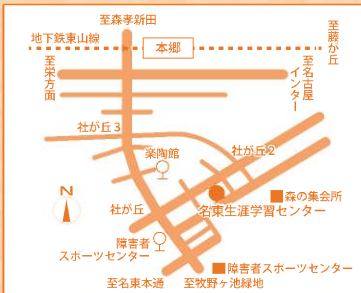 至森孝新田
地下鉄東山線
本郷
至藤が丘
至栄方面
至名古屋
インター
社が丘3
楽陶館
社が丘2
森の集会所
名東生涯学習センター
N
社が丘
障害者
スポーツセンター
障害者スポーツセンター
至名東本通
至牧野ヶ池緑地